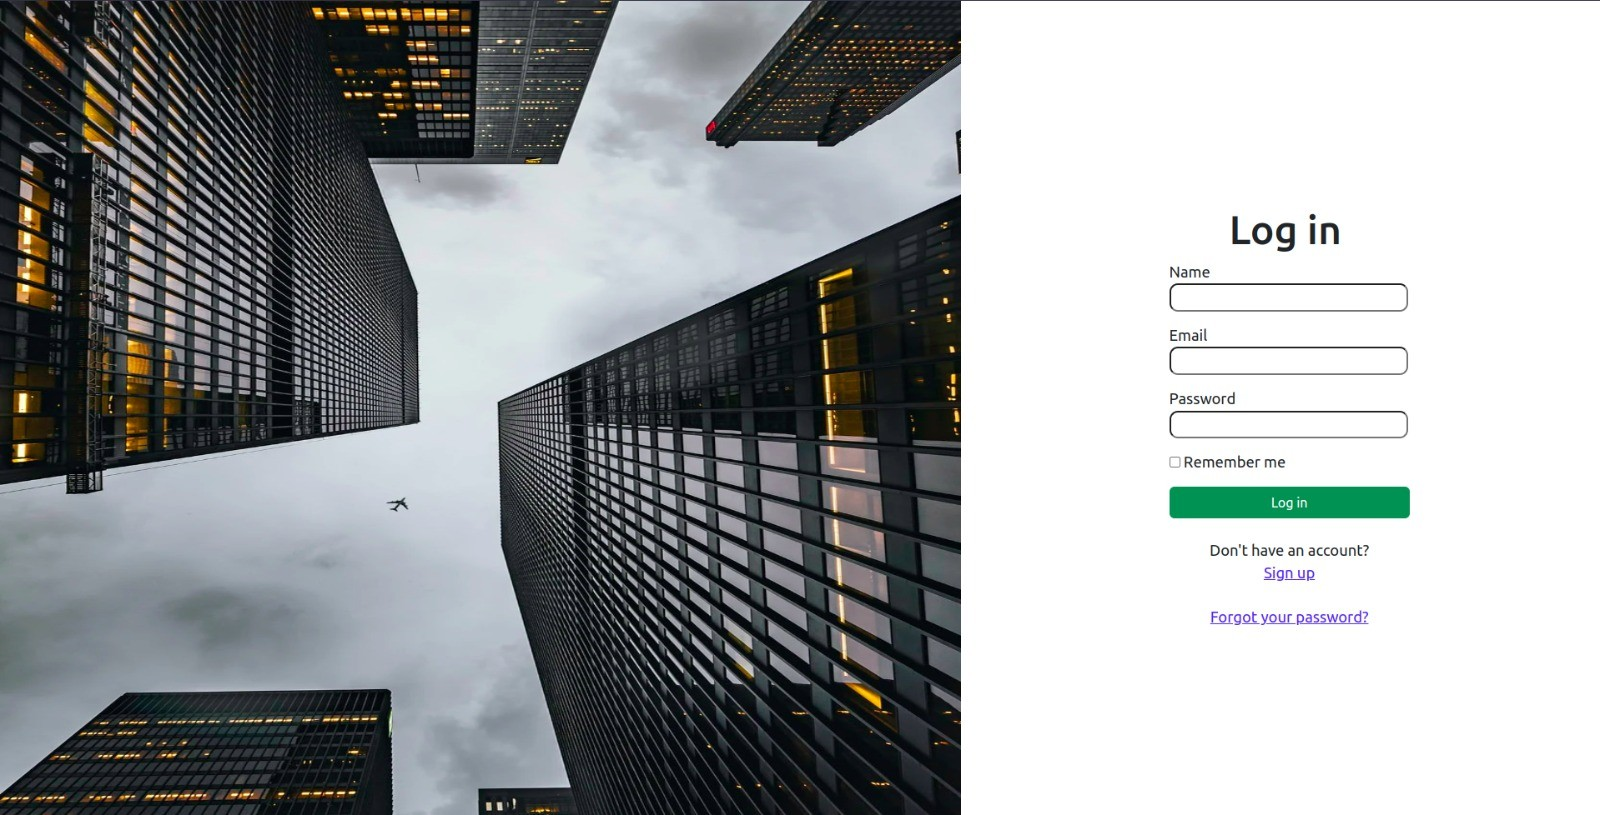 Log in
Name
Email
Password
Remember me
Log in
Don't have an account?
Sign up
Forgot your password?